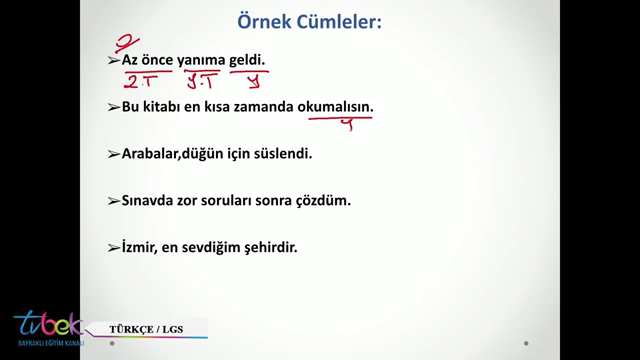 Örnek Cümleler:
➢Az önce yanıma geldi.
Z.T y.T y
➢Bu kitabı en kısa zamanda okumalısın.
y
➢Arabalar,düğün için süslendi.
➢Sınavda zor soruları sonra çözdüm.
➢İzmir, en sevdiğim şehirdir.
tvbek
BAYRAKLI EĞİTİM KANALI
TÜRKÇE / LGS